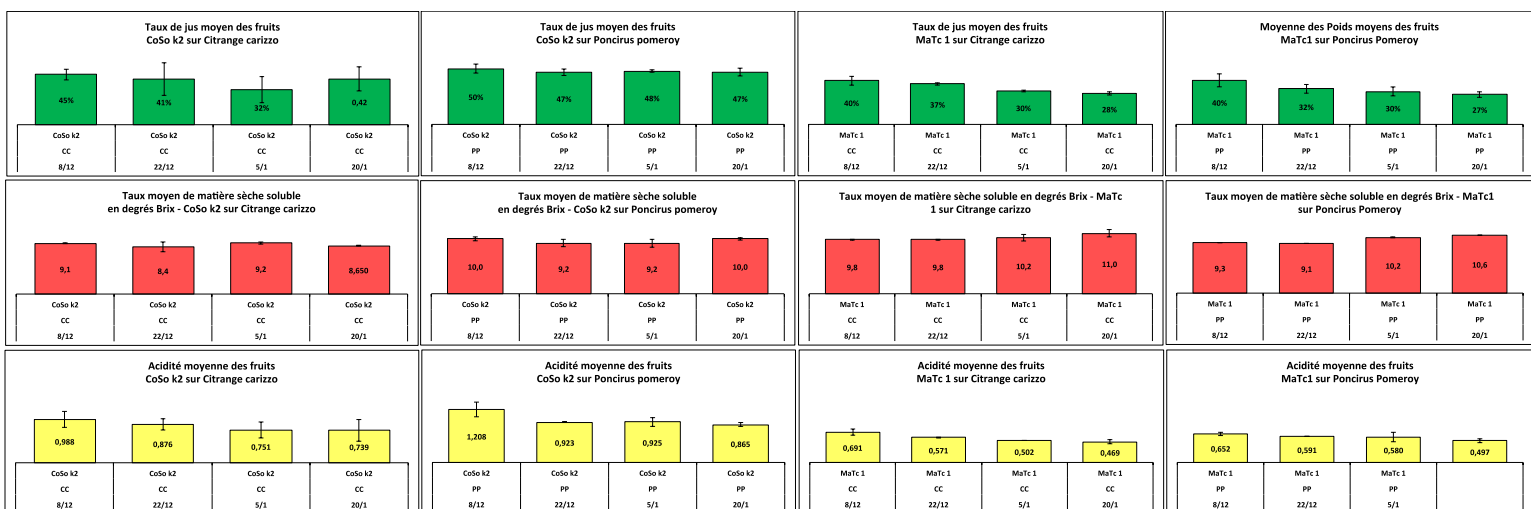 Taux de jus moyen des fruits
CoSo k2 sur Citrange carizzo
45%
41%
32%
0,42
CoSo k2 CoSo k2 CoSo k2 CoSo k2
CC CC CC CC
8/12 22/12 5/1 20/1
Taux de jus moyen des fruits
CoSo k2 sur Poncirus pomeroy
50%
47%
48%
47%
CoSo k2 CoSo k2 CoSo k2 CoSo k2
PP PP PP PP
8/12 22/12 5/1 20/1
Taux de jus moyen des fruits
MaTc 1 sur Citrange carizzo
40%
37%
30%
28%
MaTc 1 MaTc 1 MaTc 1 MaTc 1
CC CC CC CC
8/12 22/12 5/1 20/1
Moyenne des Poids moyens des fruits
MaTc1 sur Poncirus Pomeroy
40%
32%
30%
27%
MaTc 1 MaTc 1 MaTc 1 MaTc 1
PP PP PP PP
8/12 22/12 5/1 20/1
Taux moyen de matière sèche soluble
en degrés Brix - CoSo k2 sur Citrange carizzo
9,1
8,4
9,2
8,650
CoSo k2 CoSo k2 CoSo k2 CoSo k2
CC CC CC CC
8/12 22/12 5/1 20/1
Taux moyen de matière sèche soluble
en degrés Brix - CoSo k2 sur Poncirus pomeroy
10,0
9,2
9,2
10,0
CoSo k2 CoSo k2 CoSo k2 CoSo k2
PP PP PP PP
8/12 22/12 5/1 20/1
Taux moyen de matière sèche soluble en degrés Brix - MaTc
1 sur Citrange carizzo
9,8
9,8
10,2
11,0
MaTc 1 MaTc 1 MaTc 1 MaTc 1
CC CC CC CC
8/12 22/12 5/1 20/1
Taux moyen de matière sèche soluble en degrés Brix - MaTc1
sur Poncirus Pomeroy
9,3
9,1
10,2
10,6
MaTc 1 MaTc 1 MaTc 1 MaTc 1
PP PP PP PP
8/12 22/12 5/1 20/1
Acidité moyenne des fruits
CoSo k2 sur Citrange carizzo
0,988
0,876
0,751
0,739
CoSo k2 CoSo k2 CoSo k2 CoSo k2
CC CC CC CC
8/12 22/12 5/1 20/1
Acidité moyenne des fruits
CoSo k2 sur Poncirus pomeroy
1,208
0,923
0,925
0,865
CoSo k2 CoSo k2 CoSo k2 CoSo k2
PP PP PP PP
8/12 22/12 5/1 20/1
Acidité moyenne des fruits
MaTc 1 sur Citrange carizzo
0,691
0,571
0,502
0,469
MaTc 1 MaTc 1 MaTc 1 MaTc 1
CC CC CC CC
8/12 22/12 5/1 20/1
Acidité moyenne des fruits
MaTc1 sur Poncirus Pomeroy
0,652
0,591
0,580
0,497
MaTc 1 MaTc 1 MaTc 1
PP PP PP
8/12 22/12 5/1